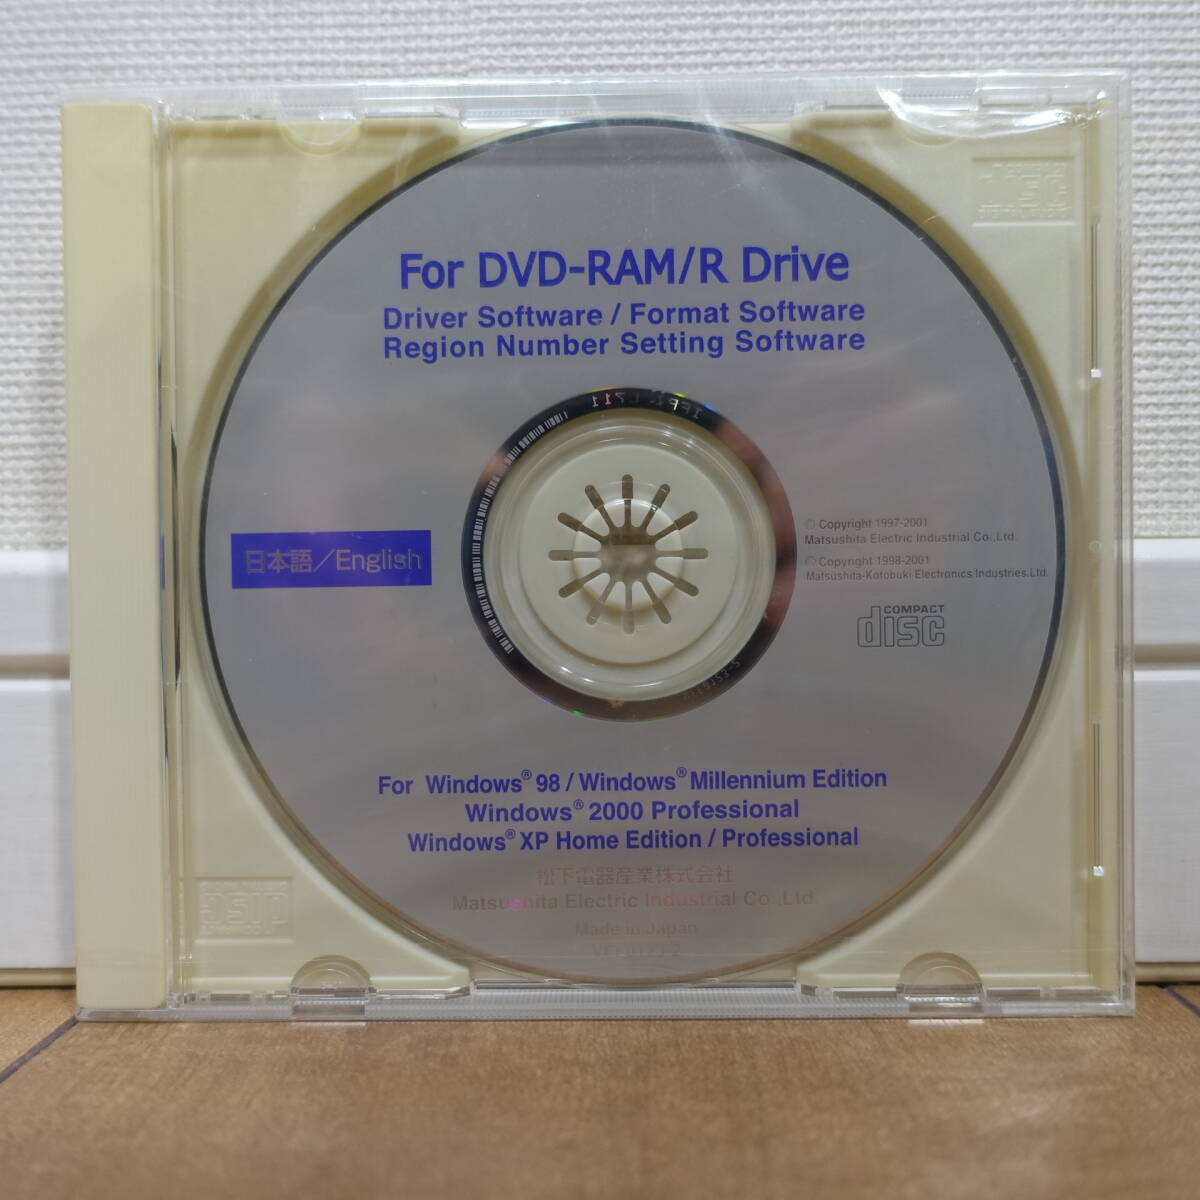 For DVD-RAM/R Drive
Driver Software / Format Software
Region Number Setting Software
日本語/English
© Copyright 1997-2001
Matsushita Electric Industrial Co.,Ltd.
© Copyright 1998-2001
Matsushita-Kotobuki Electronics Industries,Ltd.
COMPACT
disc
For Windows® 98 / Windows® Millennium Edition
Windows® 2000 Professional
Windows® XP Home Edition / Professional
松下電器産業株式会社
Matsushita Electric Industrial Co.,Ltd.
Made in Japan